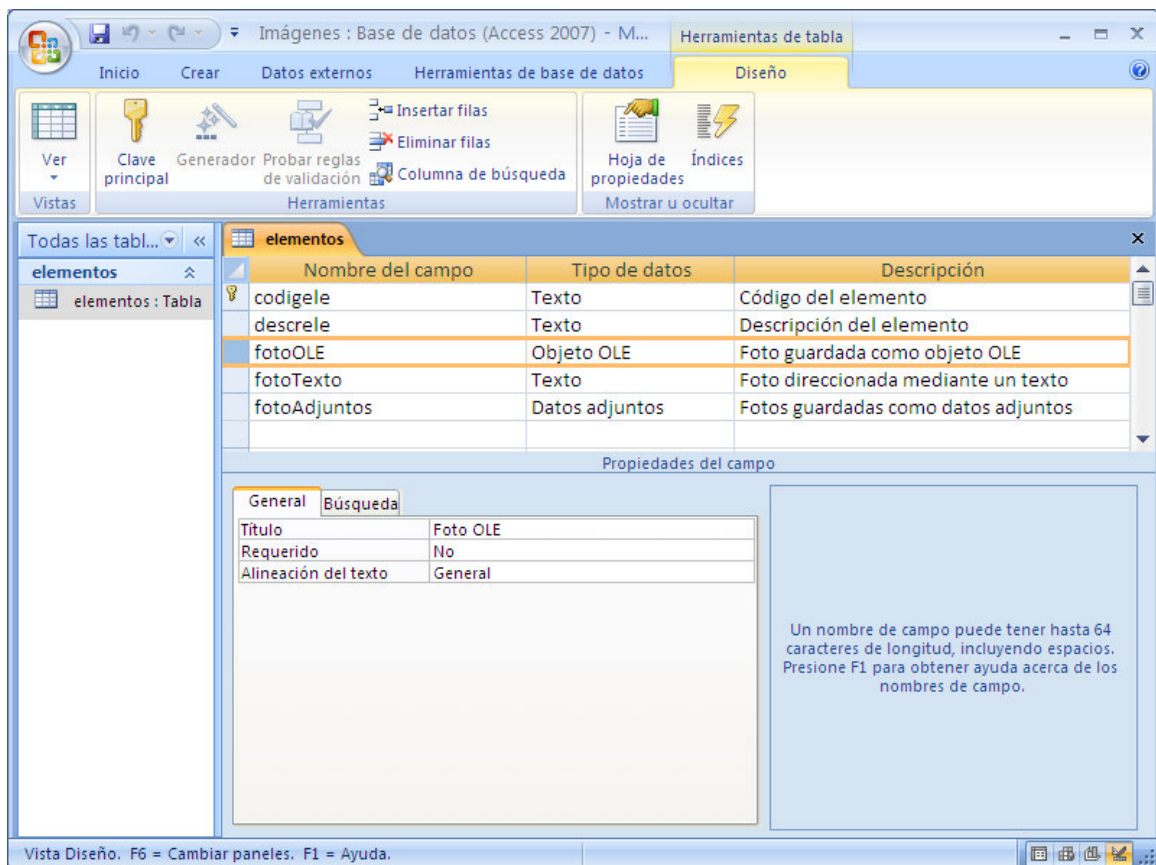 Imágenes : Base de datos (Access 2007) - M...
Herramientas de tabla
Inicio
Crear
Datos externos
Herramientas de base de datos
Diseño
Ver
Clave principal
Generador
Probar reglas de validación
Insertar filas
Eliminar filas
Columna de búsqueda
Hoja de propiedades
Índices
Vistas
Herramientas
Mostrar u ocultar
Todas las tabl...
elementos
elementos : Tabla
elementos
Nombre del campo Tipo de datos Descripción
codigele Texto Código del elemento
descrele Texto Descripción del elemento
fotoOLE Objeto OLE Foto guardada como objeto OLE
fotoTexto Texto Foto direccionada mediante un texto
fotoAdjuntos Datos adjuntos Fotos guardadas como datos adjuntos
Propiedades del campo
General Búsqueda
Título Foto OLE
Requerido No
Alineación del texto General
Un nombre de campo puede tener hasta 64
caracteres de longitud, incluyendo espacios.
Presione F1 para obtener ayuda acerca de los
nombres de campo.
Vista Diseño. F6 = Cambiar paneles. F1 = Ayuda.